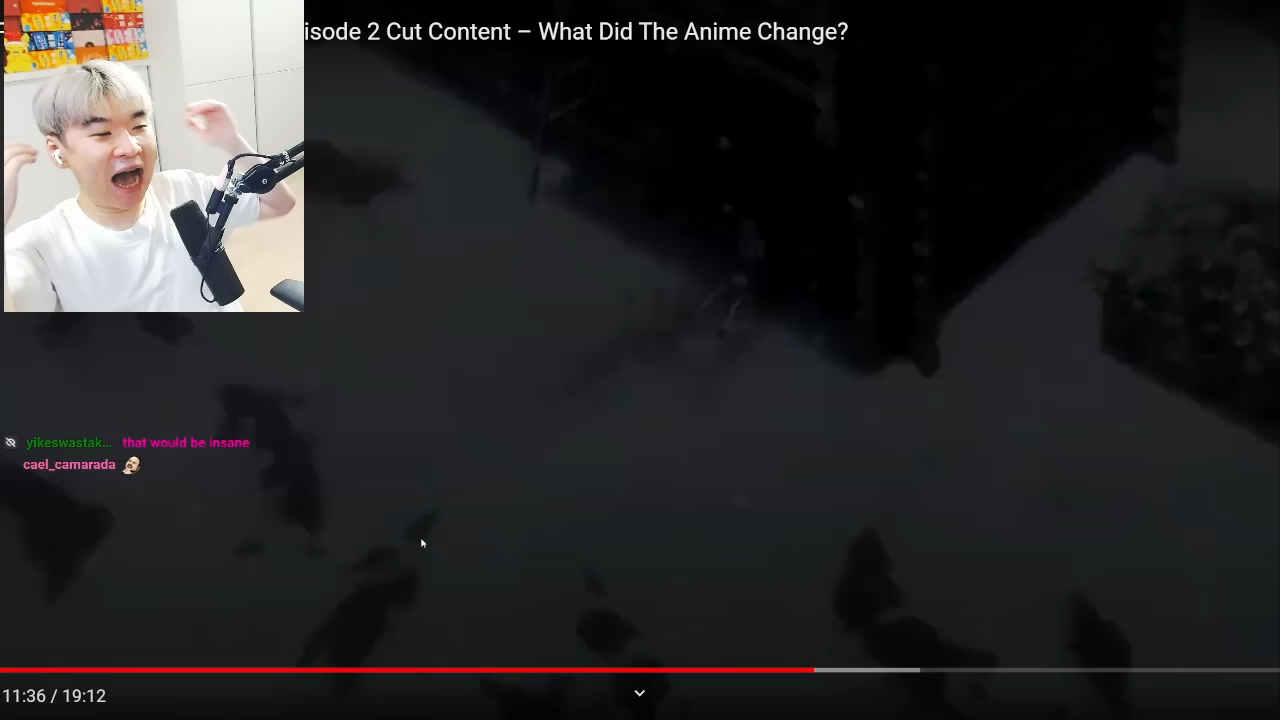 isode 2 Cut Content – What Did The Anime Change?
yikeswastak... that would be insane
cael_camarada
11:36 / 19:12